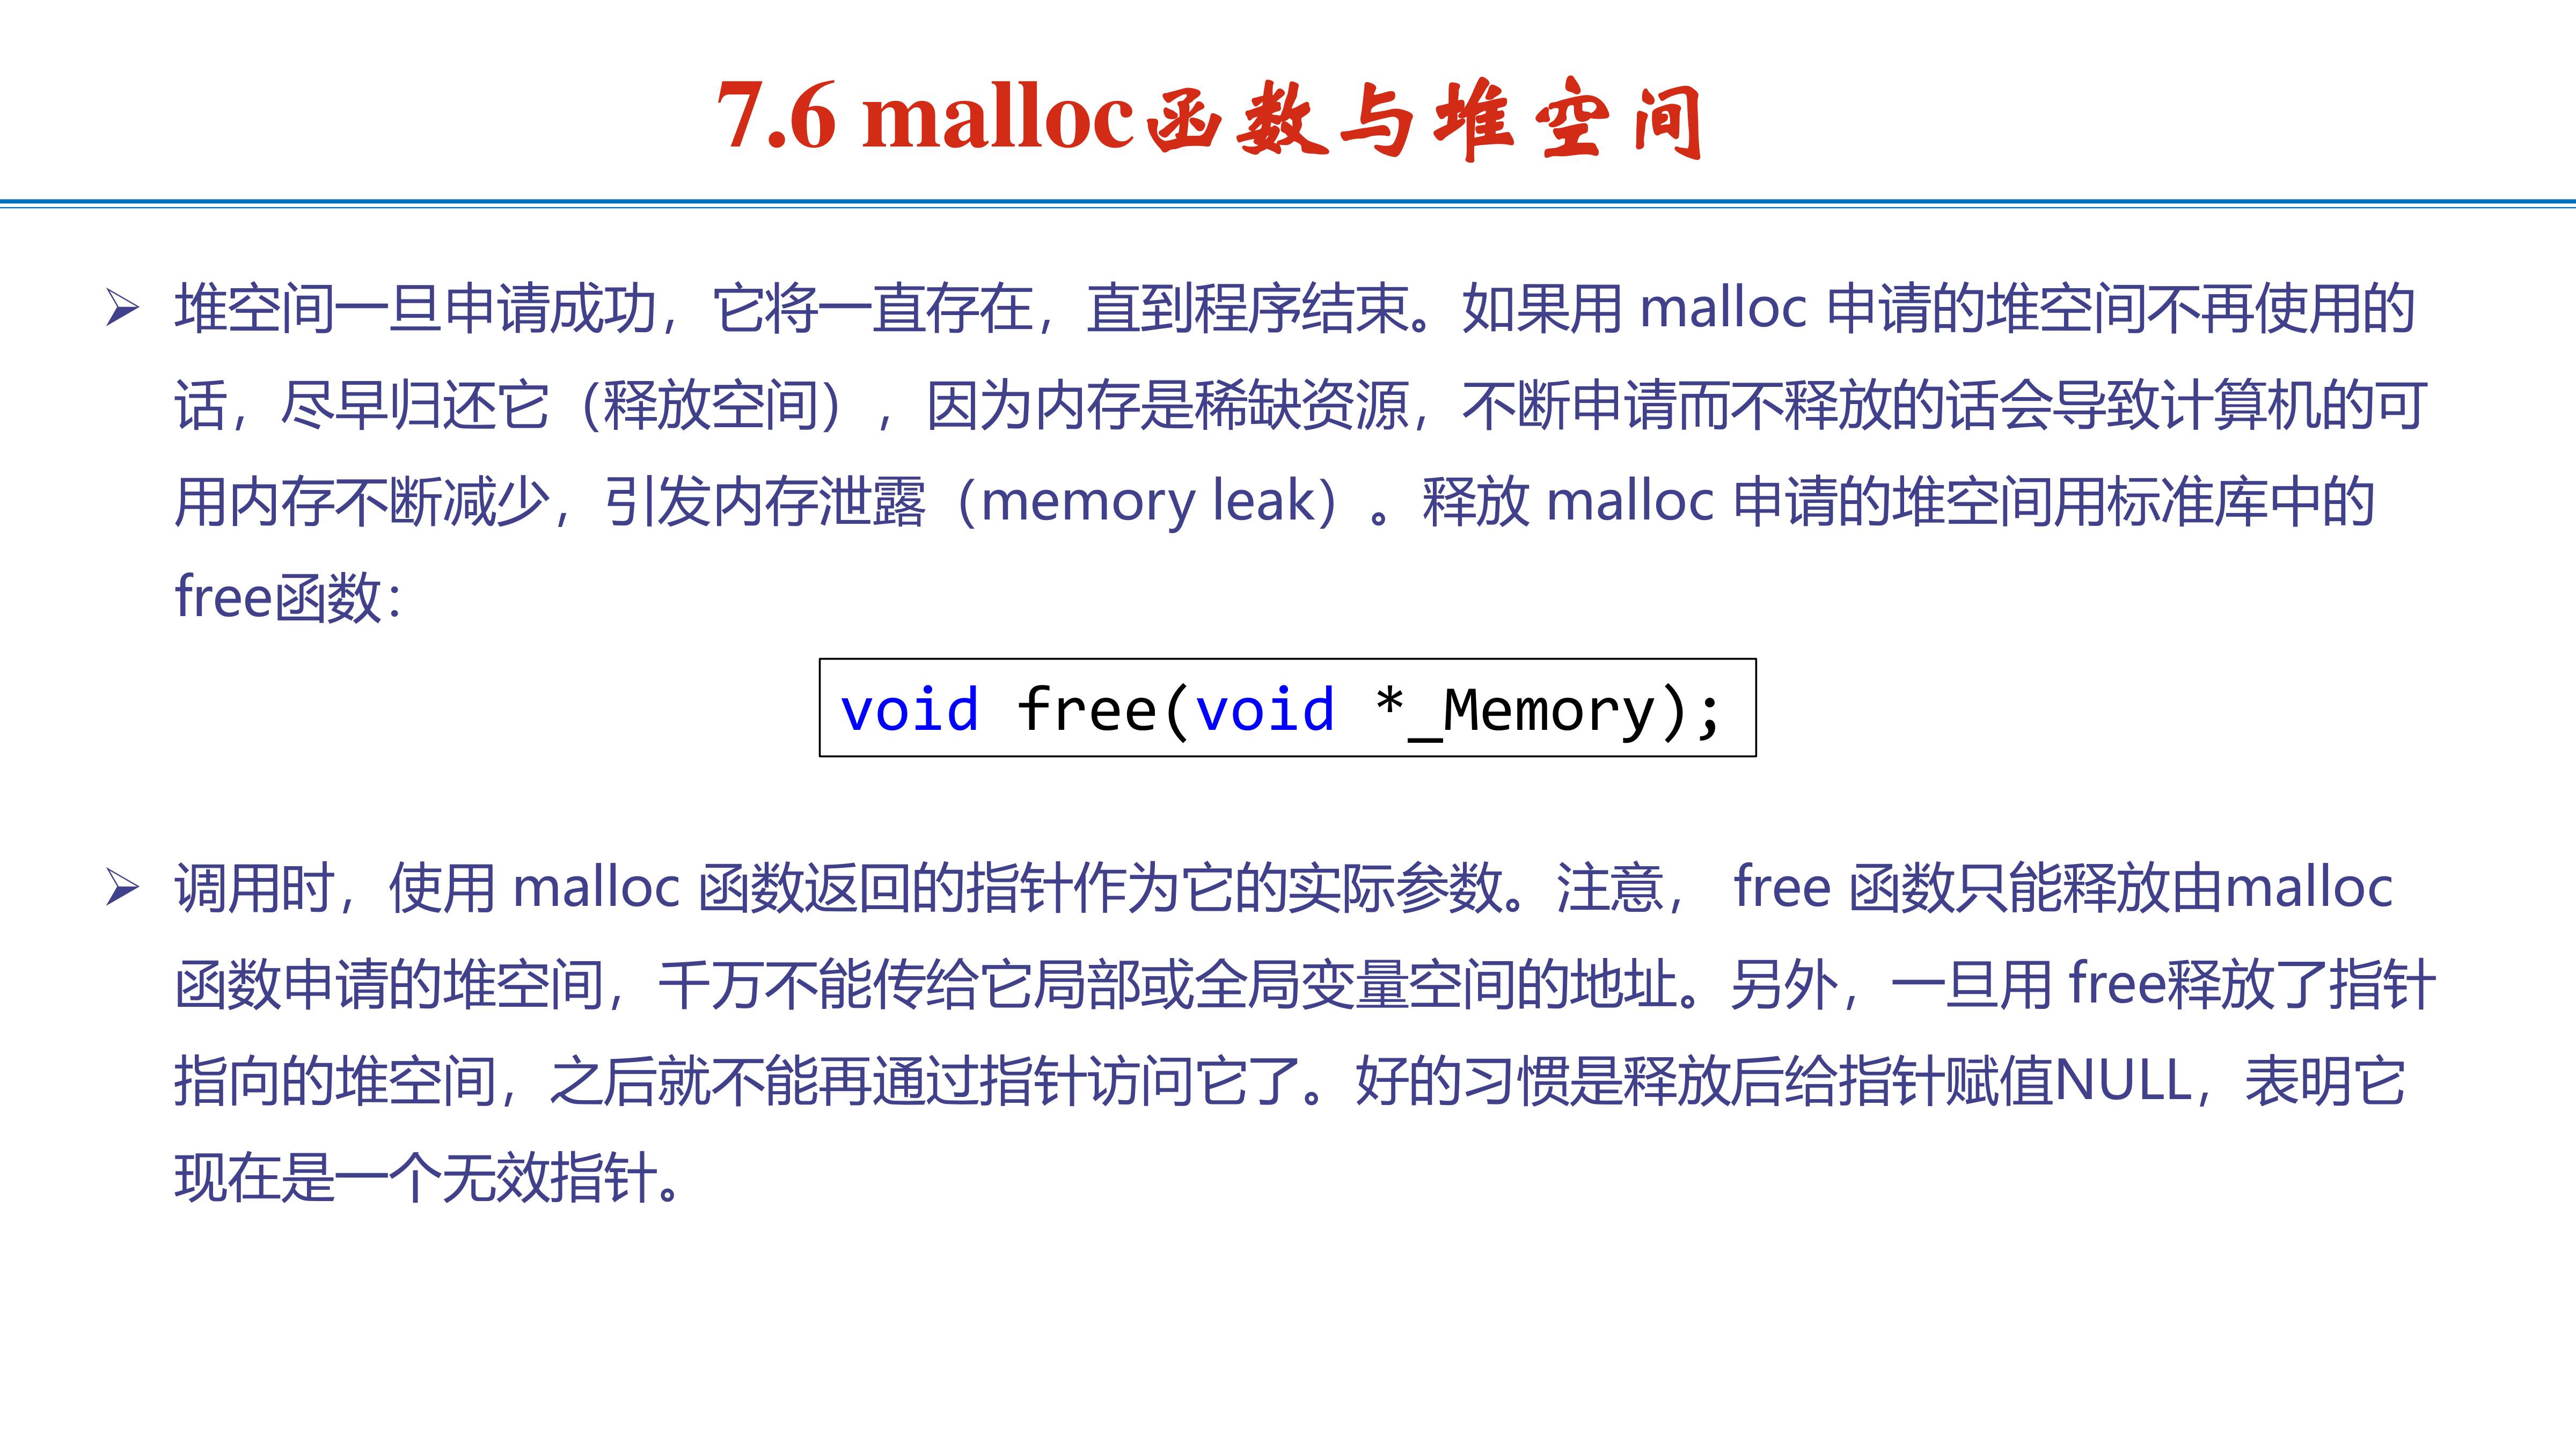 7.6 malloc函数与堆空间
➢ 堆空间一旦申请成功，它将一直存在，直到程序结束。如果用 malloc 申请的堆空间不再使用的
话，尽早归还它（释放空间），因为内存是稀缺资源，不断申请而不释放的话会导致计算机的可
用内存不断减少，引发内存泄露（memory leak）。释放 malloc 申请的堆空间用标准库中的
free函数：
void free(void *_Memory);
➢ 调用时，使用 malloc 函数返回的指针作为它的实际参数。注意， free 函数只能释放由malloc
函数申请的堆空间，千万不能传给它局部或全局变量空间的地址。另外，一旦用 free释放了指针
指向的堆空间，之后就不能再通过指针访问它了。好的习惯是释放后给指针赋值NULL，表明它
现在是一个无效指针。